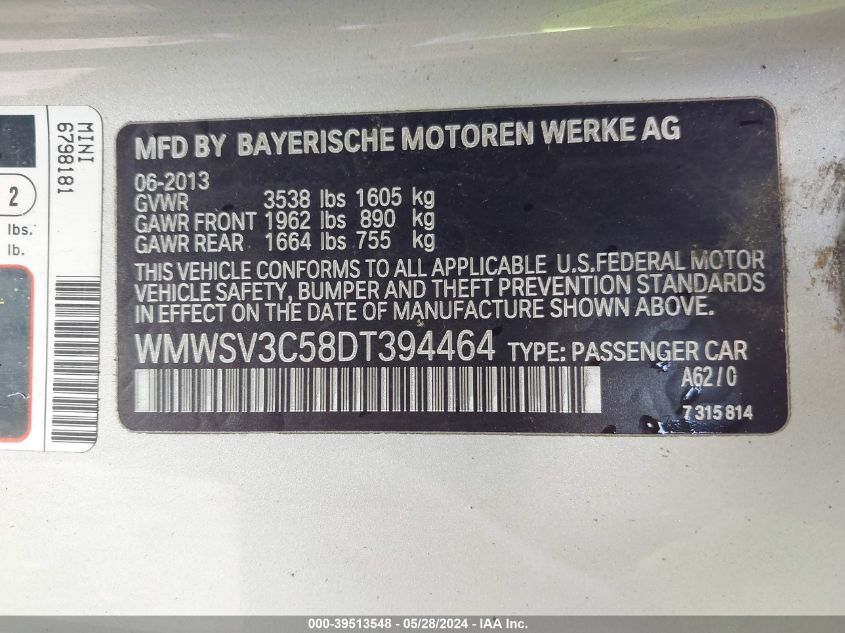 MINI
6798181
2
lbs.
lb.
MFD BY BAYERISCHE MOTOREN WERKE AG
06-2013
GVWR 3538 lbs 1605 kg
GAWR FRONT 1962 lbs 890 kg
GAWR REAR 1664 lbs 755 kg
THIS VEHICLE CONFORMS TO ALL APPLICABLE U.S.FEDERAL MOTOR
VEHICLE SAFETY, BUMPER AND THEFT PREVENTION STANDARDS
IN EFFECT ON THE DATE OF MANUFACTURE SHOWN ABOVE.
WMWSV3C58DT394464 TYPE: PASSENGER CAR
A62/0
7 315 814
000-39513548 - 05/28/2024 - IAA, Inc.